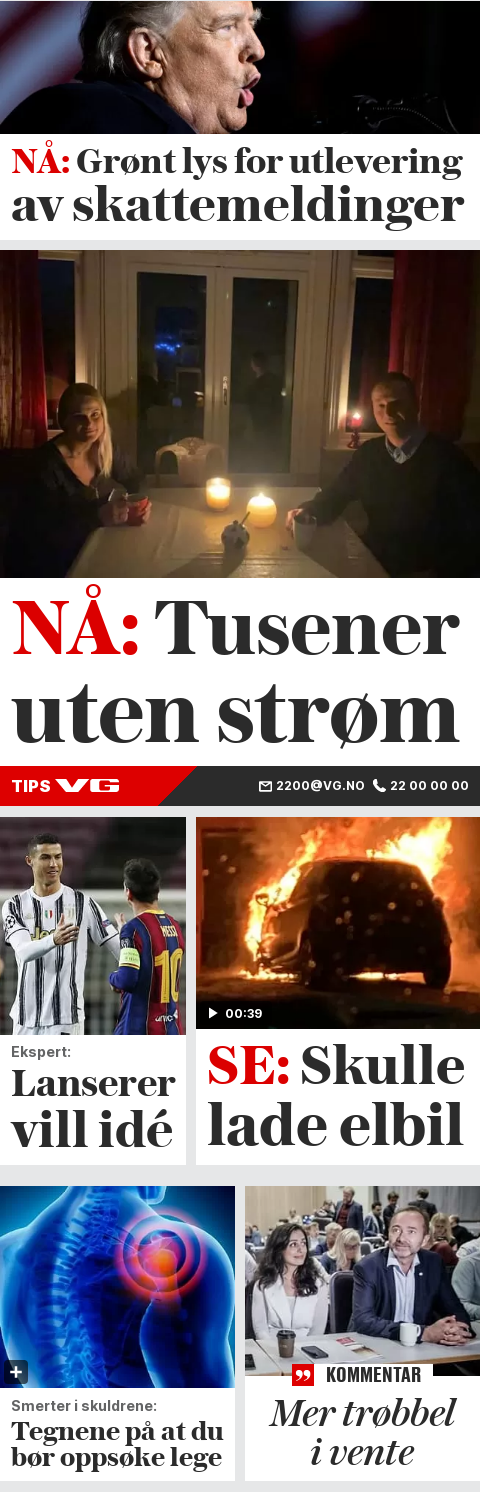 NÅ: Grønt lys for utlevering
av skattemeldinger
NÅ: Tusener
uten strøm
TIPS VG
2200@VG.NO
22 00 00 00
MESSI
10
00:39
Ekspert:
Lanserer
vill idé
SE: Skulle
lade elbil
Smerter i skuldrene:
Tegnene på at du
bør oppsøke lege
KOMMENTAR
Mer trøbbel
i vente